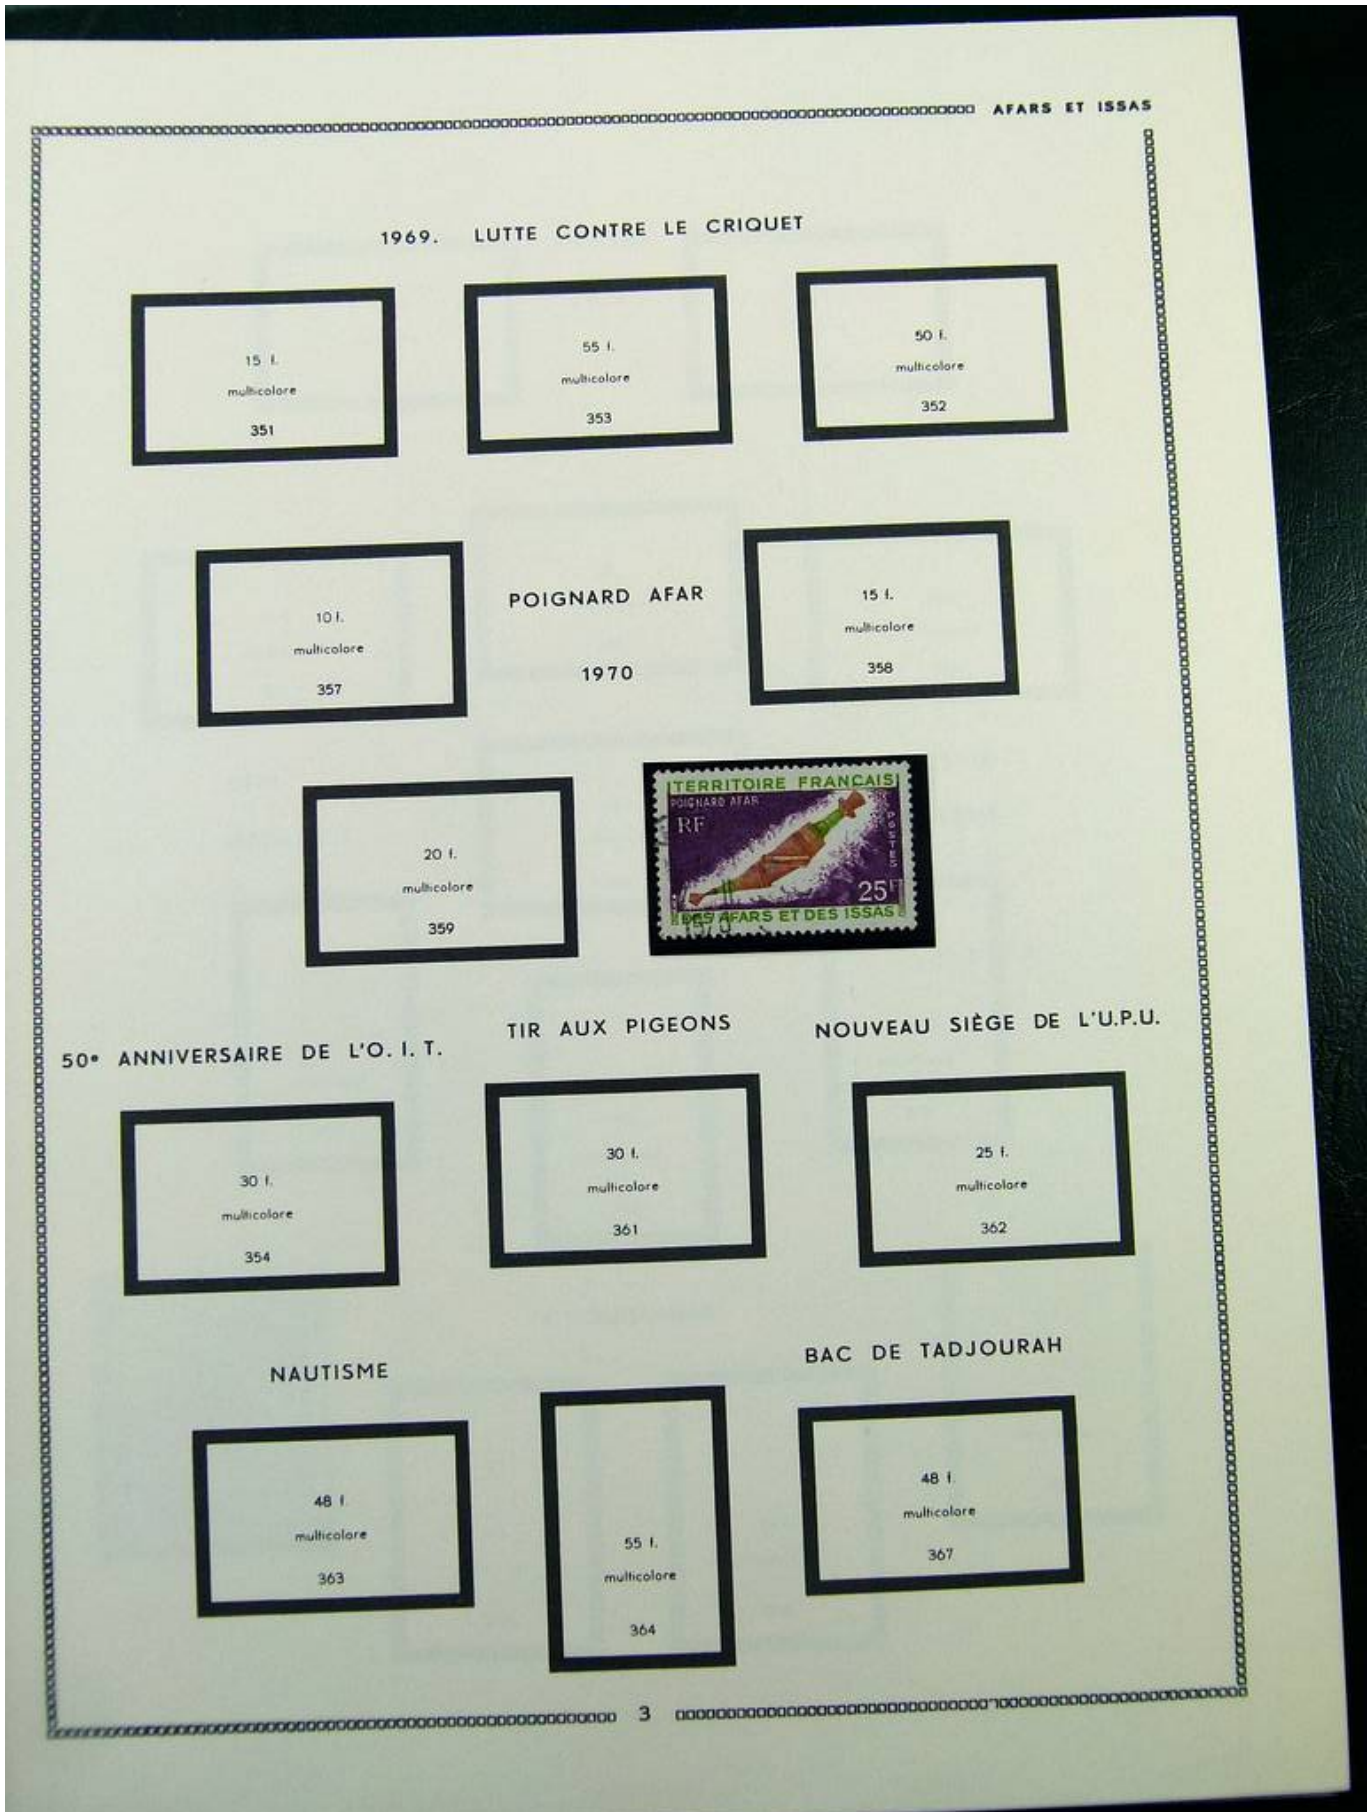 AFARS ET ISSAS
1969. LUTTE CONTRE LE CRIQUET
15 f.
multicolore
351
55 f.
multicolore
353
50 f.
multicolore
352
10 f.
multicolore
357
POIGNARD AFAR
1970
15 f.
multicolore
358
20 f.
multicolore
359
TERRITOIRE FRANÇAIS
POIGNARD AFAR
RF
POSTES
25F
DES AFARS ET DES ISSAS
1970
50e ANNIVERSAIRE DE L'O. I. T.
30 f.
multicolore
354
TIR AUX PIGEONS
30 f.
multicolore
361
NOUVEAU SIÈGE DE L'U.P.U.
25 f.
multicolore
362
NAUTISME
48 f.
multicolore
363
55 f.
multicolore
364
BAC DE TADJOURAH
48 f.
multicolore
367
3